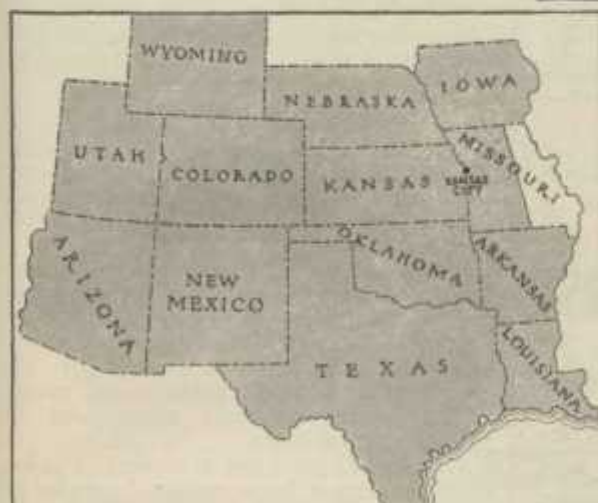 WYOMING
IOWA
NEBRASKA
MISSOURI
UTAH
COLORADO
KANSAS
KANSAS
CITY
OKLAHOMA
ARKANSAS
ARIZONA
NEW
MEXICO
TEXAS
LOUISIANA